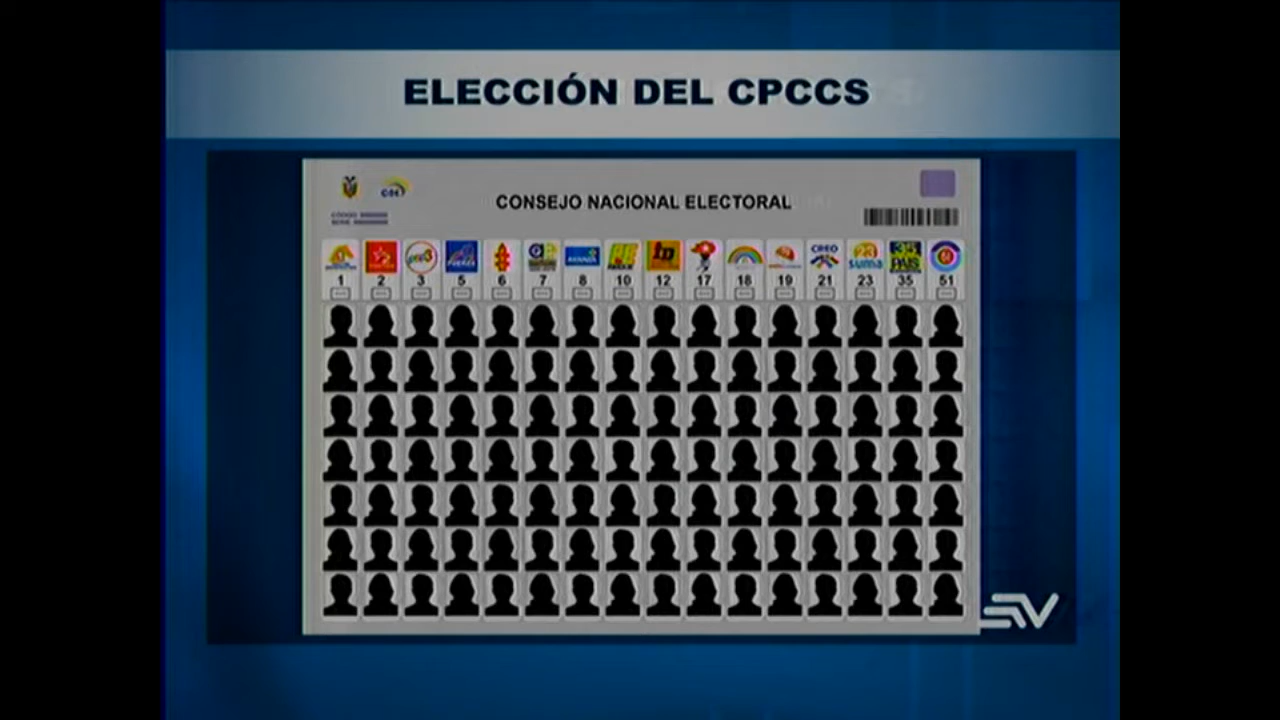 ELECCIÓN DEL CPCCS
CONSEJO NACIONAL ELECTORAL
CREO
SUMA
35
PAIS
1 2 3 5 6 7 8 10 12 17 18 19 21 23 35 51